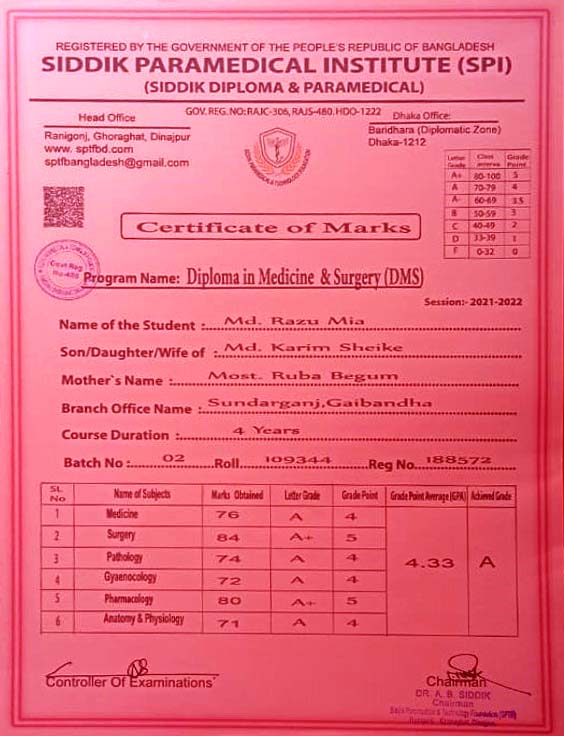 REGISTERED BY THE GOVERNMENT OF THE PEOPLE'S REPUBLIC OF BANGLADESH
SIDDIK PARAMEDICAL INSTITUTE (SPI)
(SIDDIK DIPLOMA & PARAMEDICAL)
GOV. REG. NO: RAJC-306, RAJS-480. HDO-1222
Head Office
Ranigonj, Ghoraghat, Dinajpur
www. sptfbd.com
sptfbangladesh@gmail.com
Dhaka Office:
Baridhara (Diplomatic Zone)
Dhaka-1212
Letter Grade Class Grade Point
A+ 80-100 5
A 70-79 4
A- 60-69 3.5
B 50-59 3
C 40-49 2
D 33-39 1
F 0-32 0
Certificate of Marks
Govt Reg
No-480
Program Name: Diploma in Medicine & Surgery (DMS)
Session:- 2021-2022
Name of the Student : Md. Razu Mia
Son/Daughter/Wife of : Md. Karim Sheike
Mother`s Name : Most. Ruba Begum
Branch Office Name : Sundarganj,Gaibandha
Course Duration : 4 Years
Batch No : 02 Roll 109344 Reg No. 188572
SL No Name of Subjects Marks Obtained Letter Grade Grade Point Grade Point Average (GPA) Achieved Grade
1 Medicine 76 A 4
2 Surgery 84 A+ 5
3 Pathology 74 A 4
4 Gyaenocology 72 A 4
5 Pharmacology 80 A+ 5
6 Anatomy & Physiology 71 A 4
4.33 A
Controller Of Examinations
Chairman
DR. A. B. SIDDIK
Chairman